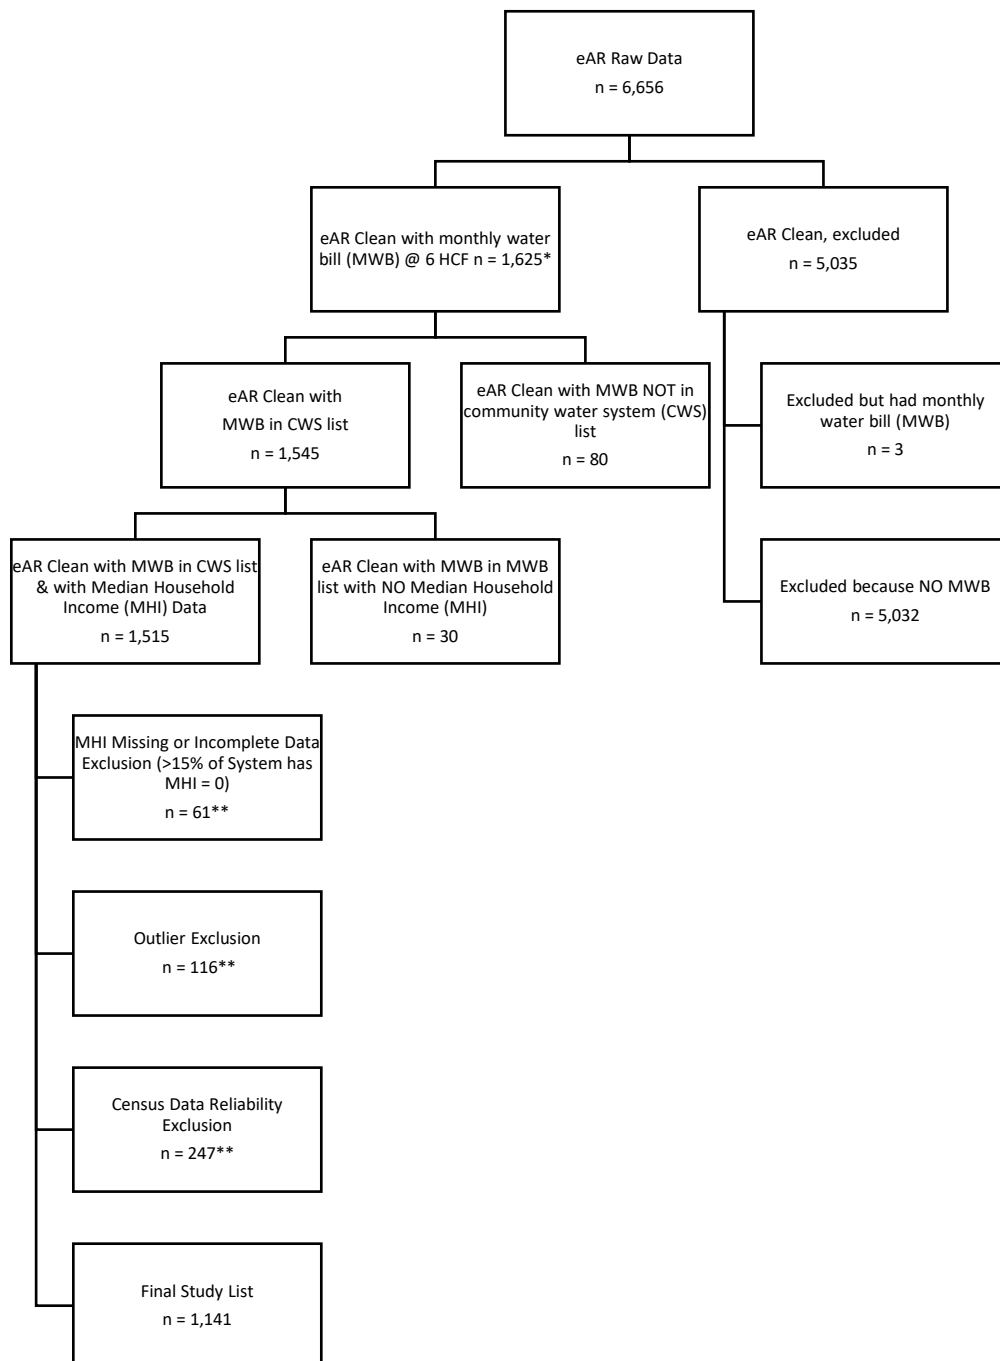 eAR Raw Data
n = 6,656
eAR Clean with monthly water
bill (MWB) @ 6 HCF n = 1,625*
eAR Clean, excluded
n = 5,035
eAR Clean with
MWB in CWS list
n = 1,545
eAR Clean with MWB NOT in
community water system (CWS)
list
n = 80
Excluded but had monthly
water bill (MWB)
n = 3
eAR Clean with MWB in CWS list
& with Median Household
Income (MHI) Data
n = 1,515
eAR Clean with MWB in MWB
list with NO Median Household
Income (MHI)
n = 30
Excluded because NO MWB
n = 5,032
MHI Missing or Incomplete Data
Exclusion (>15% of System has
MHI = 0)
n = 61**
Outlier Exclusion
n = 116**
Census Data Reliability
Exclusion
n = 247**
Final Study List
n = 1,141